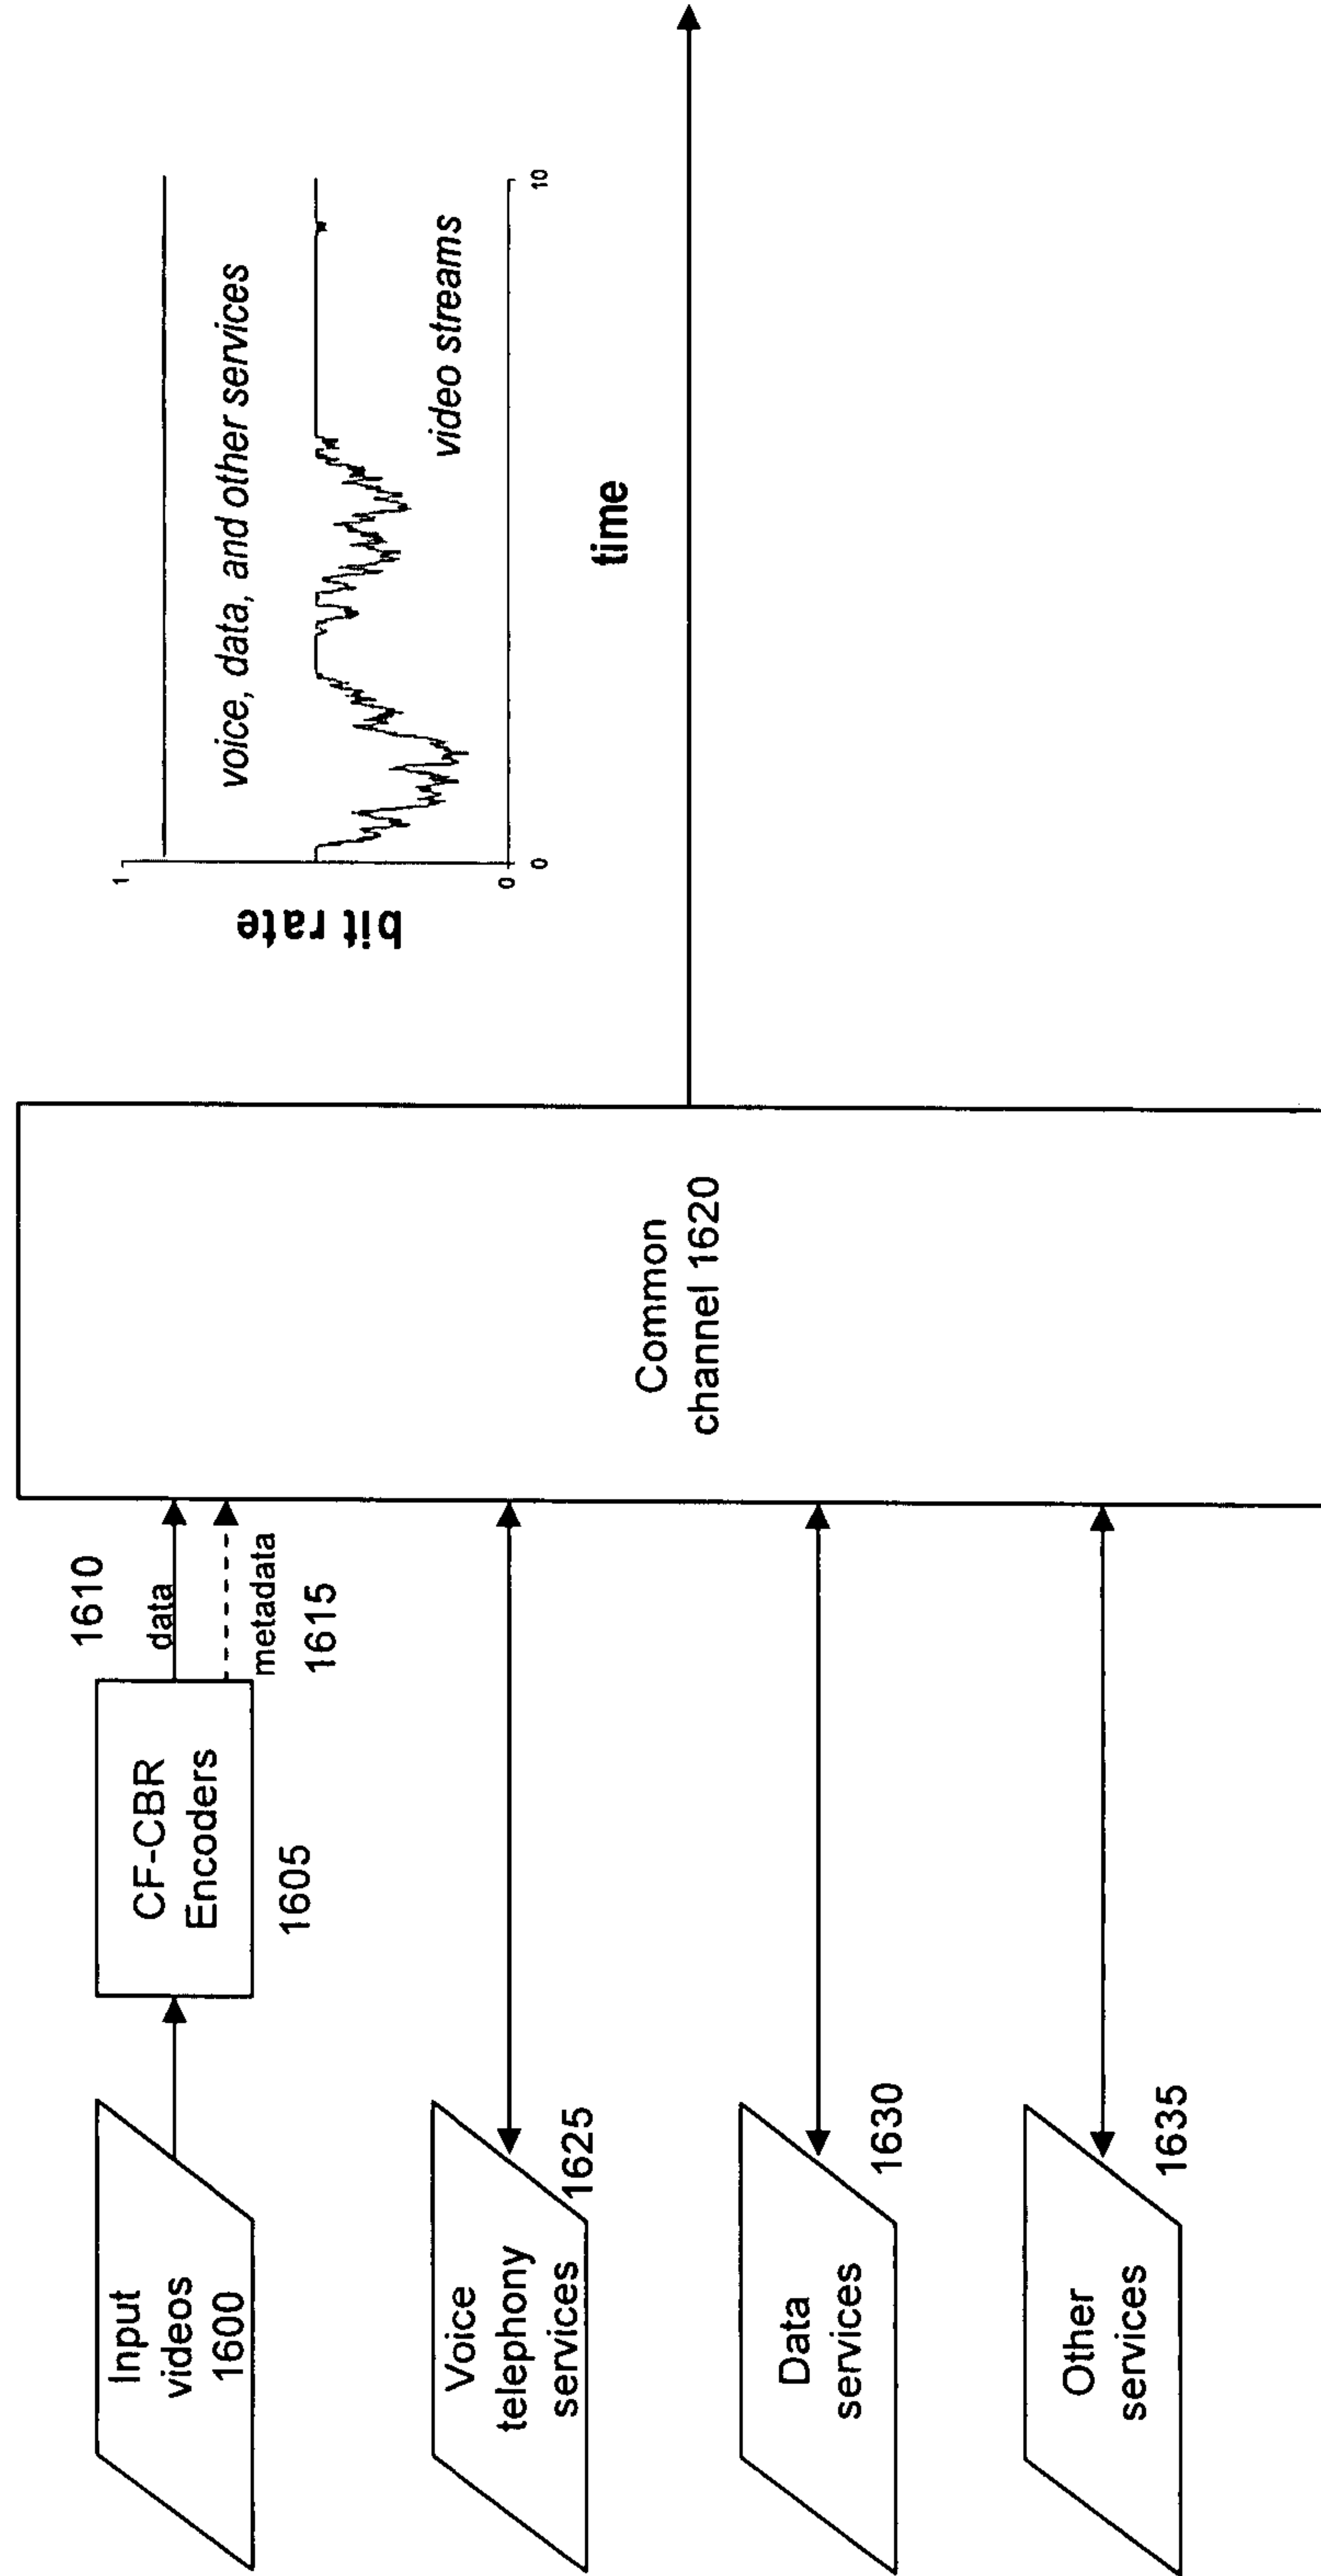 Input
videos
1600
CF-CBR
Encoders
1605
1610
data
metadata
1615
Voice
telephony
services
1625
Data
services
1630
Other
services
1635
Common
channel 1620
bit rate
1
0
0
10
voice, data, and other services
video streams
time